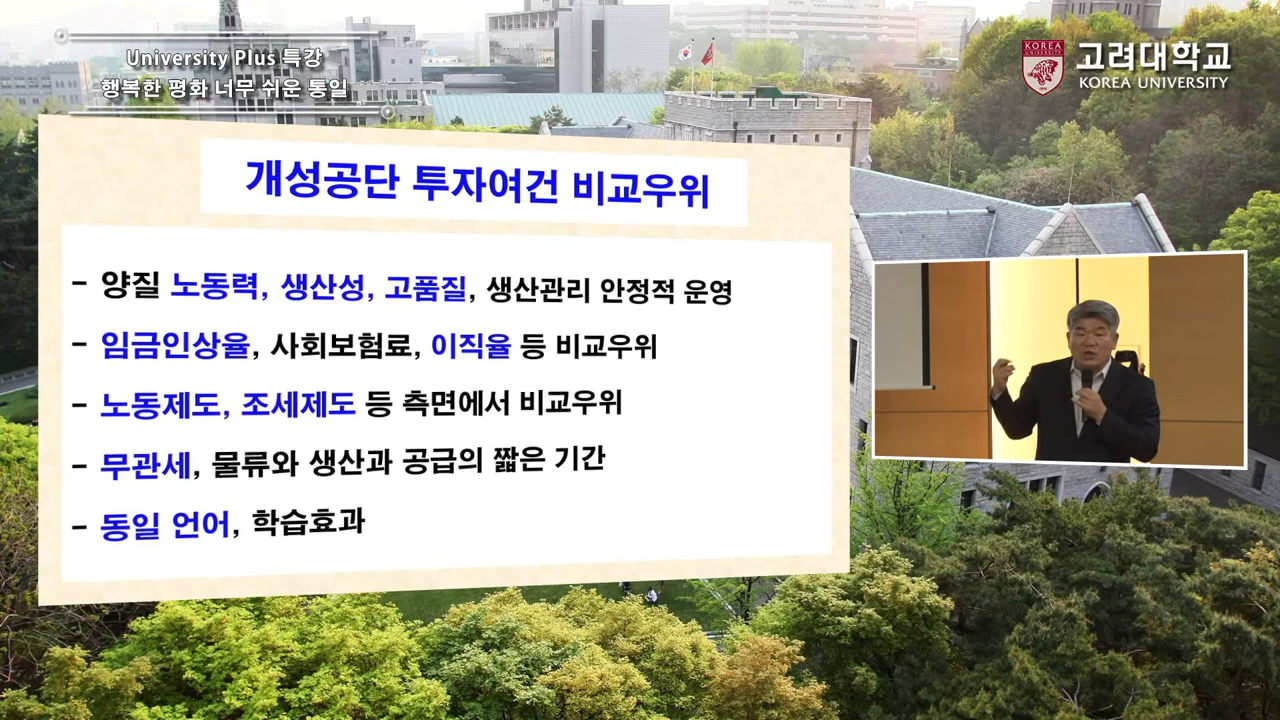 University Plus 특강
행복한 평화 너무 쉬운 통일
KOREA
UNIVERSITY
고려대학교
KOREA UNIVERSITY
개성공단 투자여건 비교우위
- 양질 노동력, 생산성, 고품질, 생산관리 안정적 운영
- 임금인상율, 사회보험료, 이직율 등 비교우위
- 노동제도, 조세제도 등 측면에서 비교우위
- 무관세, 물류와 생산과 공급의 짧은 기간
- 동일 언어, 학습효과